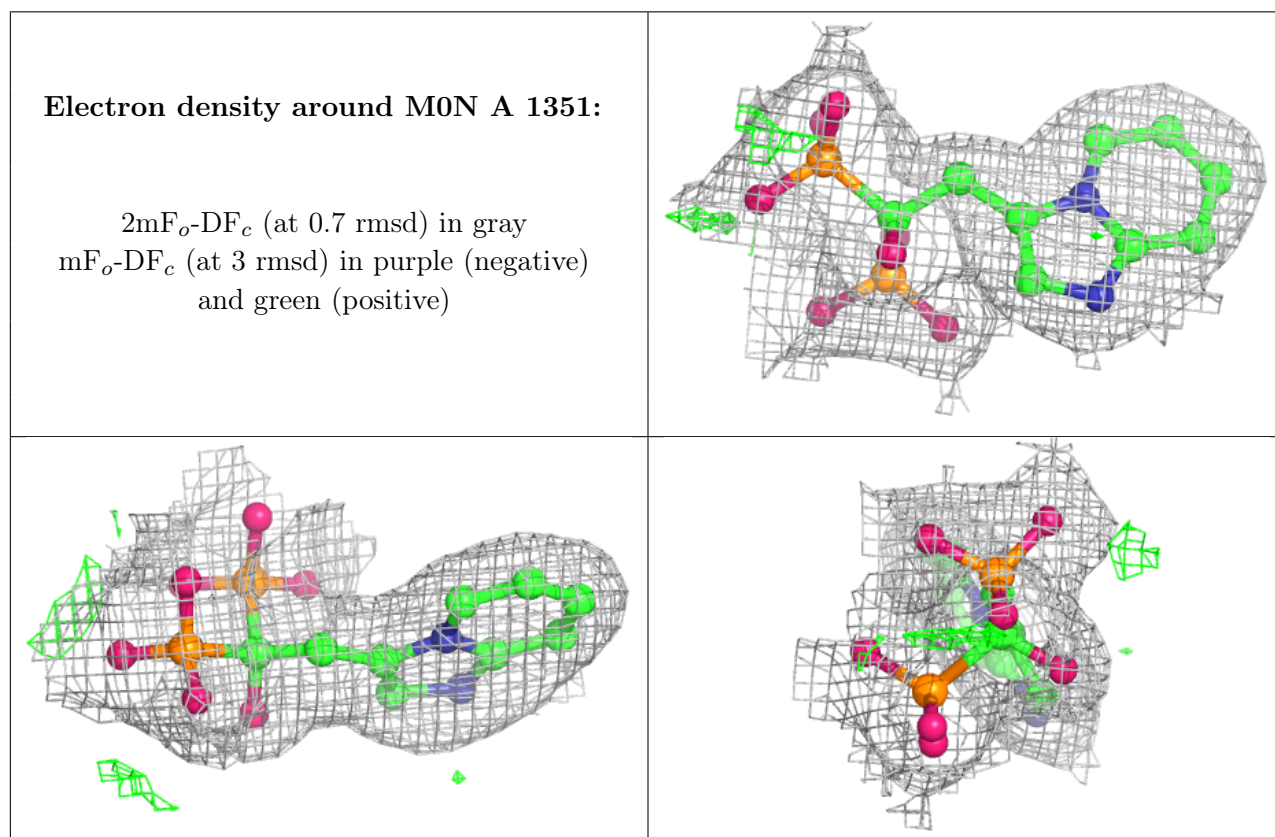 Electron density around M0N A 1351:
2mFo-DFc (at 0.7 rmsd) in gray
mFo-DFc (at 3 rmsd) in purple (negative)
and green (positive)